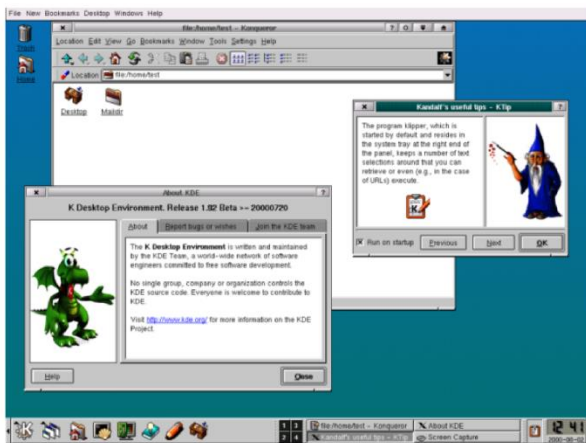 File New Bookmarks Desktop Windows Help
Trash
Home
file:/home/test - Konqueror
Location Edit View Go Bookmarks Window Tools Settings Help
Location file:/home/test
Desktop
Maildir
Kandalf's useful tips - KTip
The program klipper, which is
started by default and resides in
the system tray at the right end of
the panel, keeps a number of text
selections around that you can
retrieve or even (e.g., in the case
of URLs) execute.
Run on startup Previous Next OK
About KDE
K Desktop Environment. Release 1.92 Beta >= 20000720
About Report bugs or wishes Join the KDE team
The K Desktop Environment is written and maintained
by the KDE Team, a world-wide network of software
engineers committed to free software development.
No single group, company or organization controls the
KDE source code. Everyone is welcome to contribute to
KDE.
Visit http://www.kde.org/ for more information on the KDE
Project.
Help Close
1 3 file:/home/test - Konqueror About KDE
2 4 Kandalf's useful tips - KTip Screen Capture